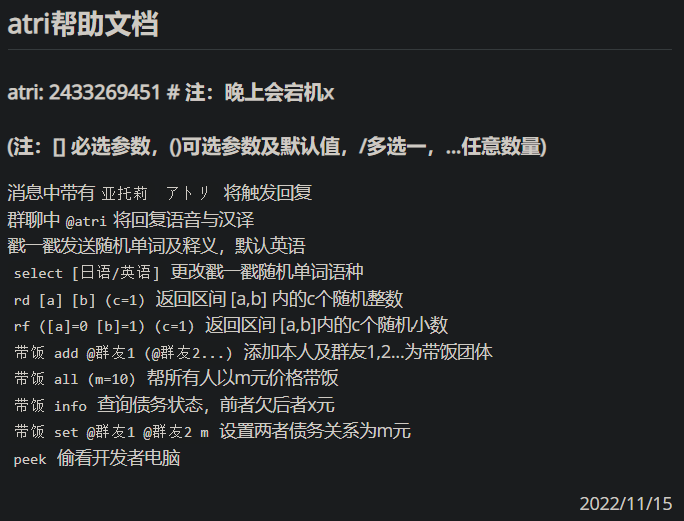 atri帮助文档
atri: 2433269451 # 注：晚上会宕机x
(注：[] 必选参数，()可选参数及默认值，/多选一，...任意数量)
消息中带有 亚托莉 アトリ 将触发回复
群聊中 @atri 将回复语音与汉译
戳一戳发送随机单词及释义，默认英语
select [日语/英语] 更改戳一戳随机单词语种
rd [a] [b] (c=1) 返回区间 [a,b] 内的c个随机整数
rf ([a]=0 [b]=1) (c=1) 返回区间 [a,b]内的c个随机小数
带饭 add @群友1 (@群友2...) 添加本人及群友1,2...为带饭团体
带饭 all (m=10) 帮所有人以m元价格带饭
带饭 info 查询债务状态，前者欠后者x元
带饭 set @群友1 @群友2 m 设置两者债务关系为m元
peek 偷看开发者电脑
2022/11/15